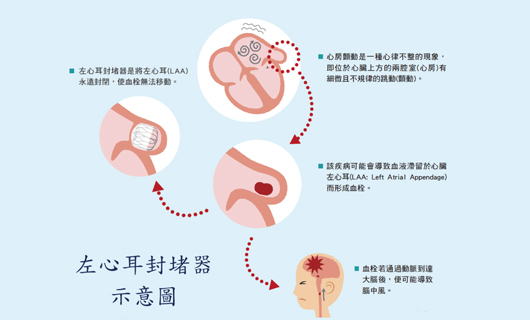 左心耳封堵器是將左心耳(LAA)
永遠封閉，使血栓無法移動。
心房顫動是一種心律不整的現象，
即位於心臟上方的兩腔室(心房)有
細微且不規律的跳動(顫動)。
該疾病可能會導致血液滯留於心臟
左心耳(LAA: Left Atrial Appendage)
而形成血栓。
左心耳封堵器
示意圖
血栓若通過動脈到達
大腦後，便可能導致
腦中風。